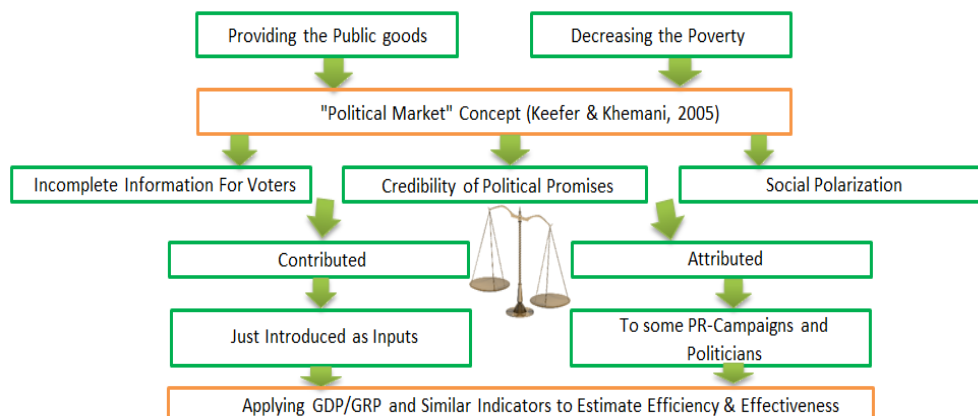 Providing the Public goods
Decreasing the Poverty
"Political Market" Concept (Keefer & Khemani, 2005)
Incomplete Information For Voters
Credibility of Political Promises
Social Polarization
Contributed
Attributed
Just Introduced as Inputs
To some PR-Campaigns and
Politicians
Applying GDP/GRP and Similar Indicators to Estimate Efficiency & Effectiveness